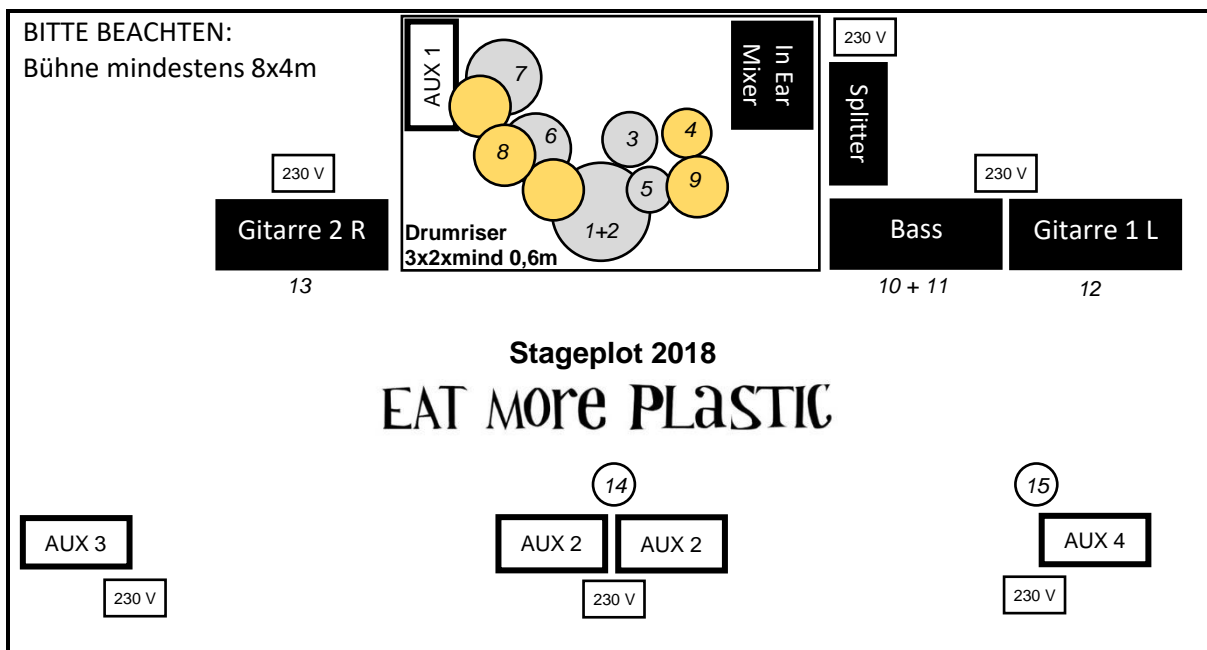 BITTE BEACHTEN:
Bühne mindestens 8x4m
AUX 1
7
In Ear
Mixer
230 V
Splitter
6
3
4
8
5
9
230 V
230 V
1+2
Gitarre 2 R
Drumriser
3x2xmind 0,6m
Bass
Gitarre 1 L
13
10 + 11
12
Stageplot 2018
EAT MORe PLaSTIC
14
15
AUX 3
AUX 2
AUX 2
AUX 4
230 V
230 V
230 V